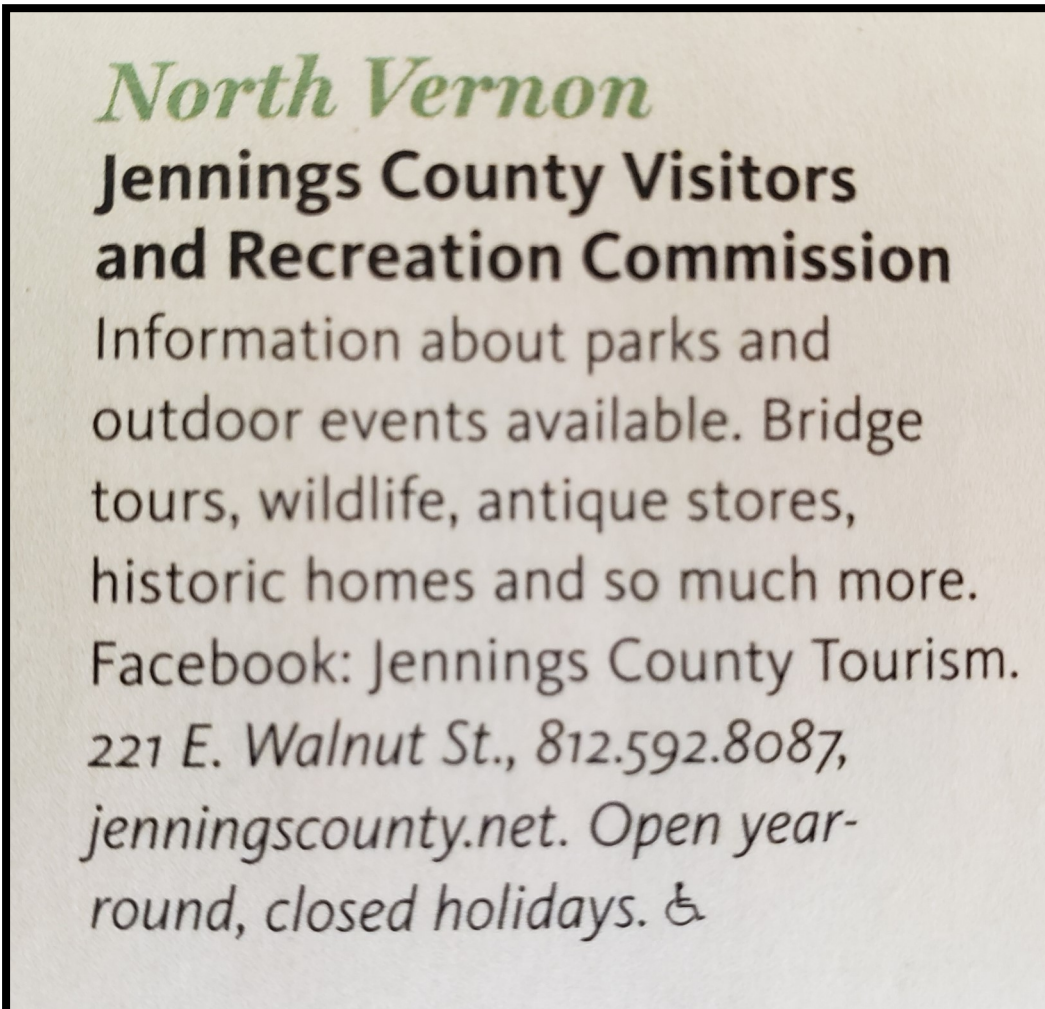 North Vernon
Jennings County Visitors
and Recreation Commission
Information about parks and
outdoor events available. Bridge
tours, wildlife, antique stores,
historic homes and so much more.
Facebook: Jennings County Tourism.
221 E. Walnut St., 812.592.8087,
jenningscounty.net. Open year-
round, closed holidays. ♿